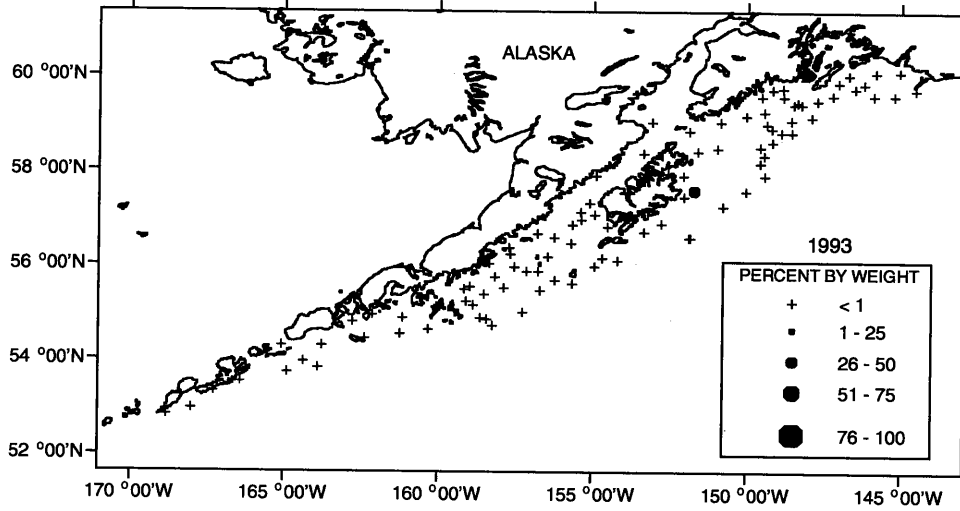 ALASKA
60 °00'N
58 °00'N
56 °00'N
54 °00'N
52 °00'N
1993
PERCENT BY WEIGHT
+ < 1
1 - 25
26 - 50
51 - 75
76 - 100
170 °00'W 165 °00'W 160 °00'W 155 °00'W 150 °00'W 145 °00'W